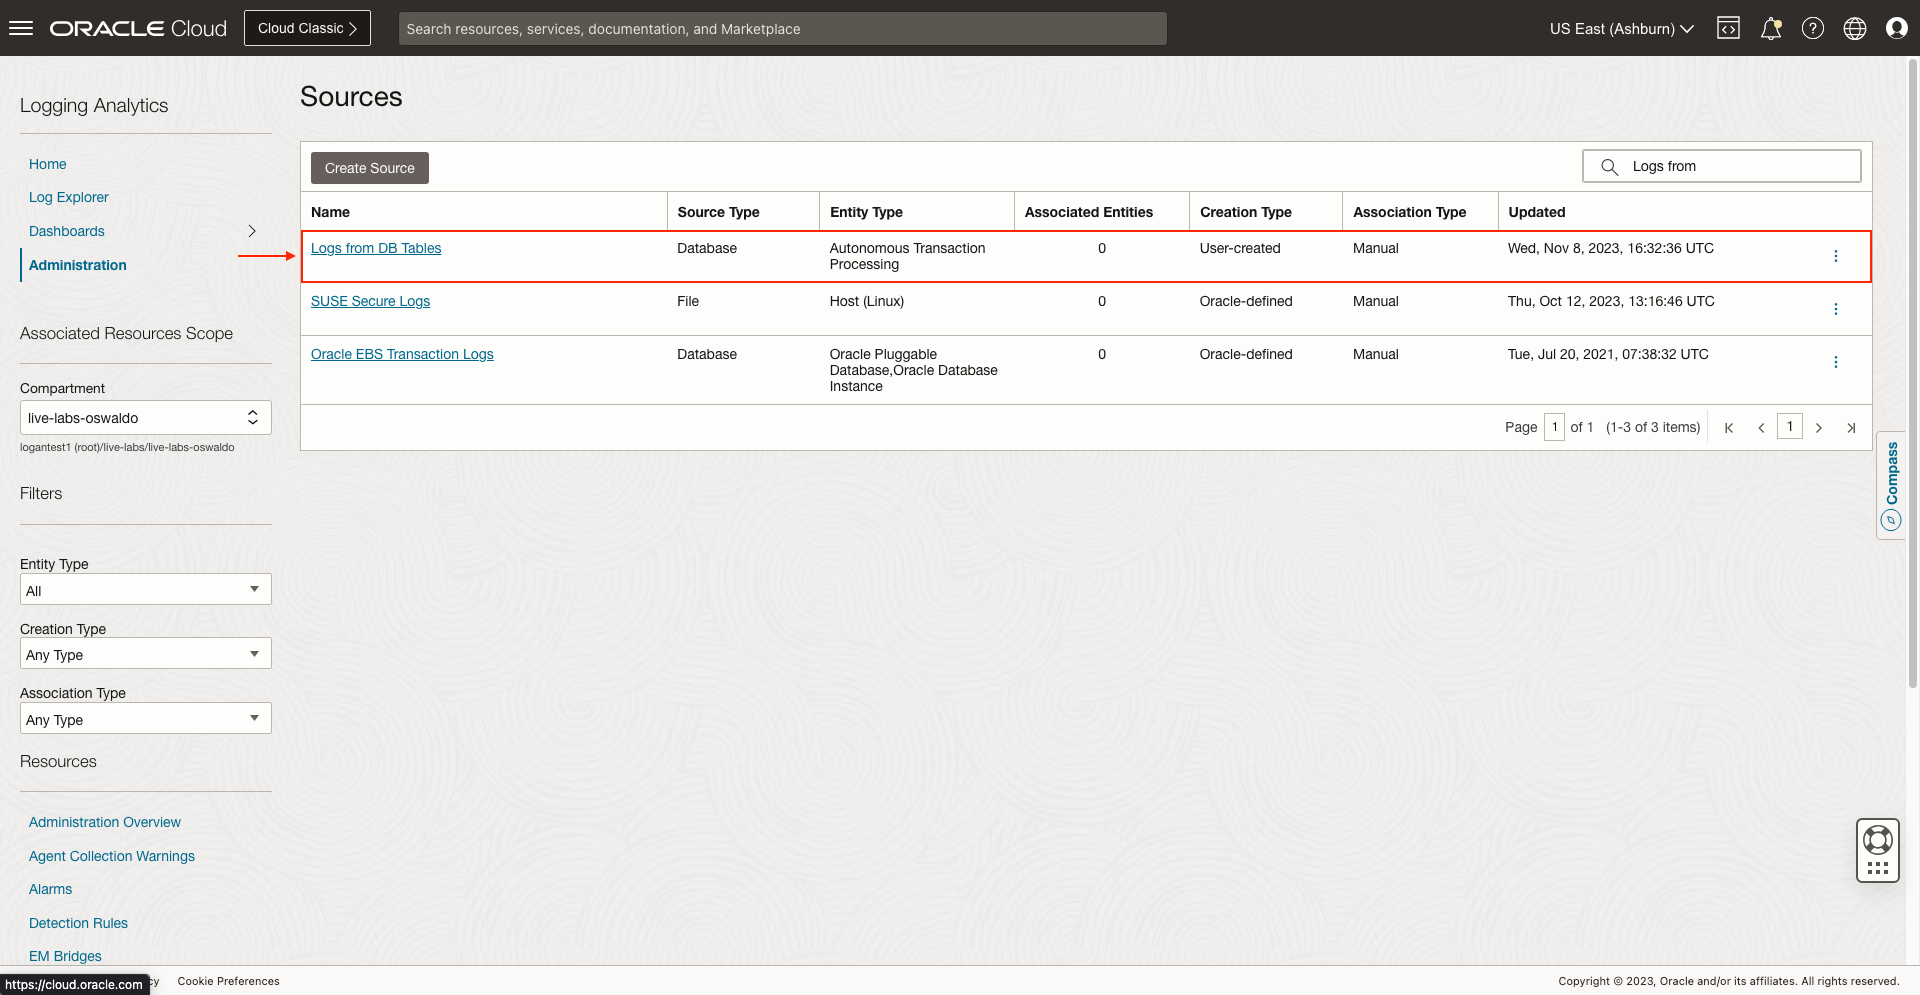 ORACLE Cloud
Cloud Classic
Search resources, services, documentation, and Marketplace
US East (Ashburn)
Logging Analytics
Home
Log Explorer
Dashboards
Administration
Associated Resources Scope
Compartment
live-labs-oswaldo
logantest1 (root)/live-labs/live-labs-oswaldo
Filters
Entity Type
All
Creation Type
Any Type
Association Type
Any Type
Resources
Administration Overview
Agent Collection Warnings
Alarms
Detection Rules
EM Bridges
Sources
Create Source
Logs from
Name Source Type Entity Type Associated Entities Creation Type Association Type Updated
Logs from DB Tables Database Autonomous Transaction 0 User-created Manual Wed, Nov 8, 2023, 16:32:36 UTC
Processing
SUSE Secure Logs File Host (Linux) 0 Oracle-defined Manual Thu, Oct 12, 2023, 13:16:46 UTC
Oracle EBS Transaction Logs Database Oracle Pluggable 0 Oracle-defined Manual Tue, Jul 20, 2021, 07:38:32 UTC
Database,Oracle Database
Instance
Page 1 of 1 (1-3 of 3 items) 1
Compass
https://cloud.oracle.com
cy Cookie Preferences
Copyright © 2023, Oracle and/or its affiliates. All rights reserved.